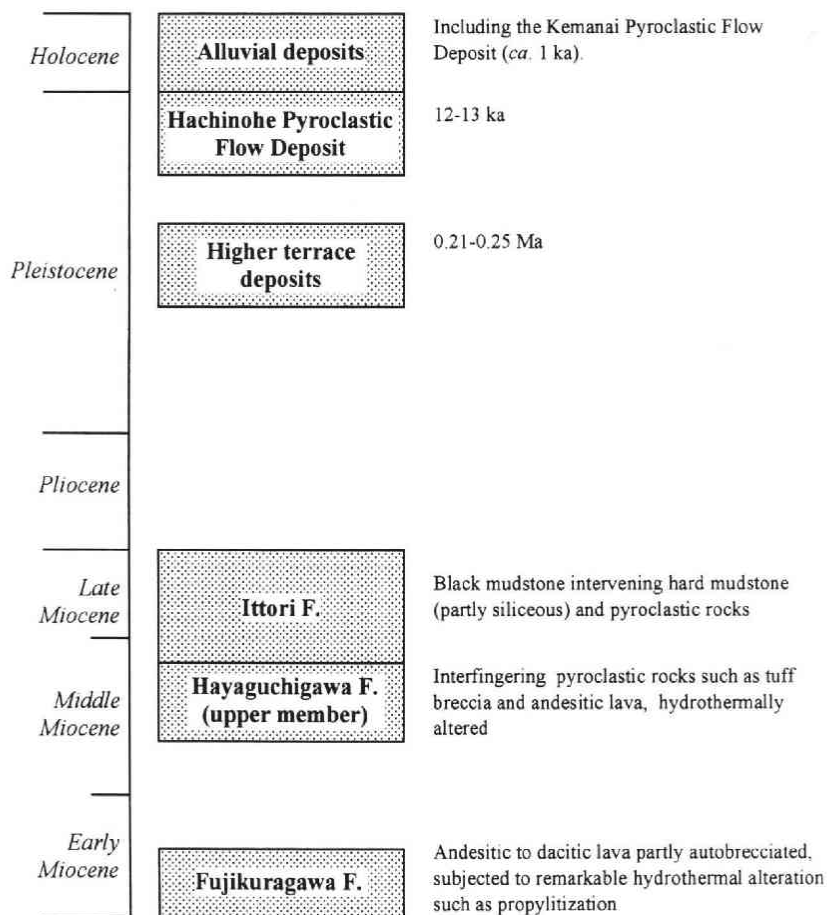 Holocene
Alluvial deposits
Including the Kemanai Pyroclastic Flow
Deposit (ca. 1 ka).
Hachinohe Pyroclastic
Flow Deposit
12-13 ka
Pleistocene
Higher terrace
deposits
0.21-0.25 Ma
Pliocene
Late
Miocene
Ittori F.
Black mudstone intervening hard mudstone
(partly siliceous) and pyroclastic rocks
Middle
Miocene
Hayaguchigawa F.
(upper member)
Interfingering pyroclastic rocks such as tuff
breccia and andesitic lava, hydrothermally
altered
Early
Miocene
Fujikuragawa F.
Andesitic to dacitic lava partly autobrecciated,
subjected to remarkable hydrothermal alteration
such as propylitization